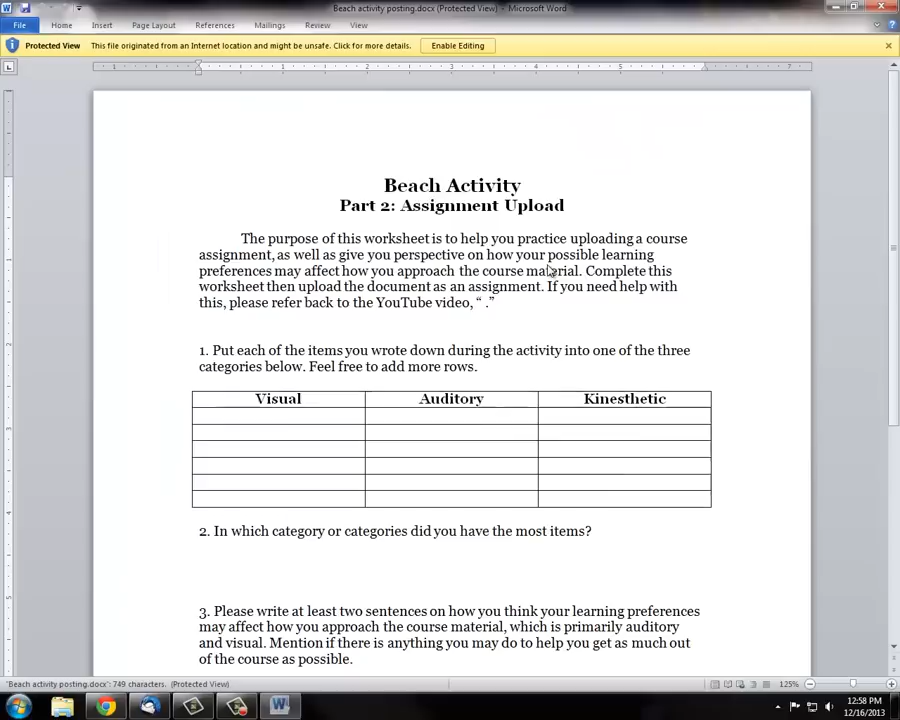 Beach activity posting.docx (Protected View) - Microsoft Word
File Home Insert Page Layout References Mailings Review View
Protected View This file originated from an Internet location and might be unsafe. Click for more details. Enable Editing
1 1 2 3 4 5 6 7
Beach Activity
Part 2: Assignment Upload
The purpose of this worksheet is to help you practice uploading a course
assignment, as well as give you perspective on how your possible learning
preferences may affect how you approach the course material. Complete this
worksheet then upload the document as an assignment. If you need help with
this, please refer back to the YouTube video, “ .”
1. Put each of the items you wrote down during the activity into one of the three
categories below. Feel free to add more rows.
Visual Auditory Kinesthetic
2. In which category or categories did you have the most items?
3. Please write at least two sentences on how you think your learning preferences
may affect how you approach the course material, which is primarily auditory
and visual. Mention if there is anything you may do to help you get as much out
of the course as possible.
"Beach activity posting.docx": 749 characters. (Protected View) 125%
12:58 PM
12/16/2013